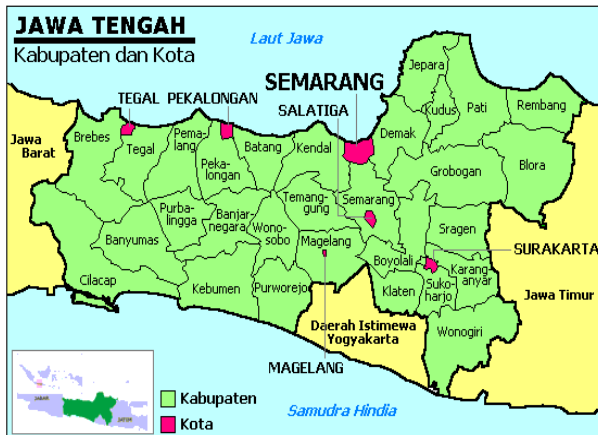 JAWA TENGAH
Kabupaten dan Kota
Laut Jawa
SEMARANG
TEGAL
PEKALONGAN
SALATIGA
Jawa
Barat
Brebes
Tegal
Pema-
lang
Peka-
longan
Batang
Kendal
Demak
Jepara
Kudus
Pati
Rembang
Blora
Grobogan
Temang-
gung
Semarang
Purba-
lingga
Banjar-
negara
Wono-
sobo
Banyumas
Magelang
Boyolali
Sragen
SURAKARTA
Karang-
anyar
Cilacap
Kebumen
Purworejo
Klaten
Suko-
harjo
Jawa Timur
Daerah Istimewa
Yogyakarta
Wonogiri
MAGELANG
Kabupaten
Kota
Samudra Hindia
JABAR
JATIM